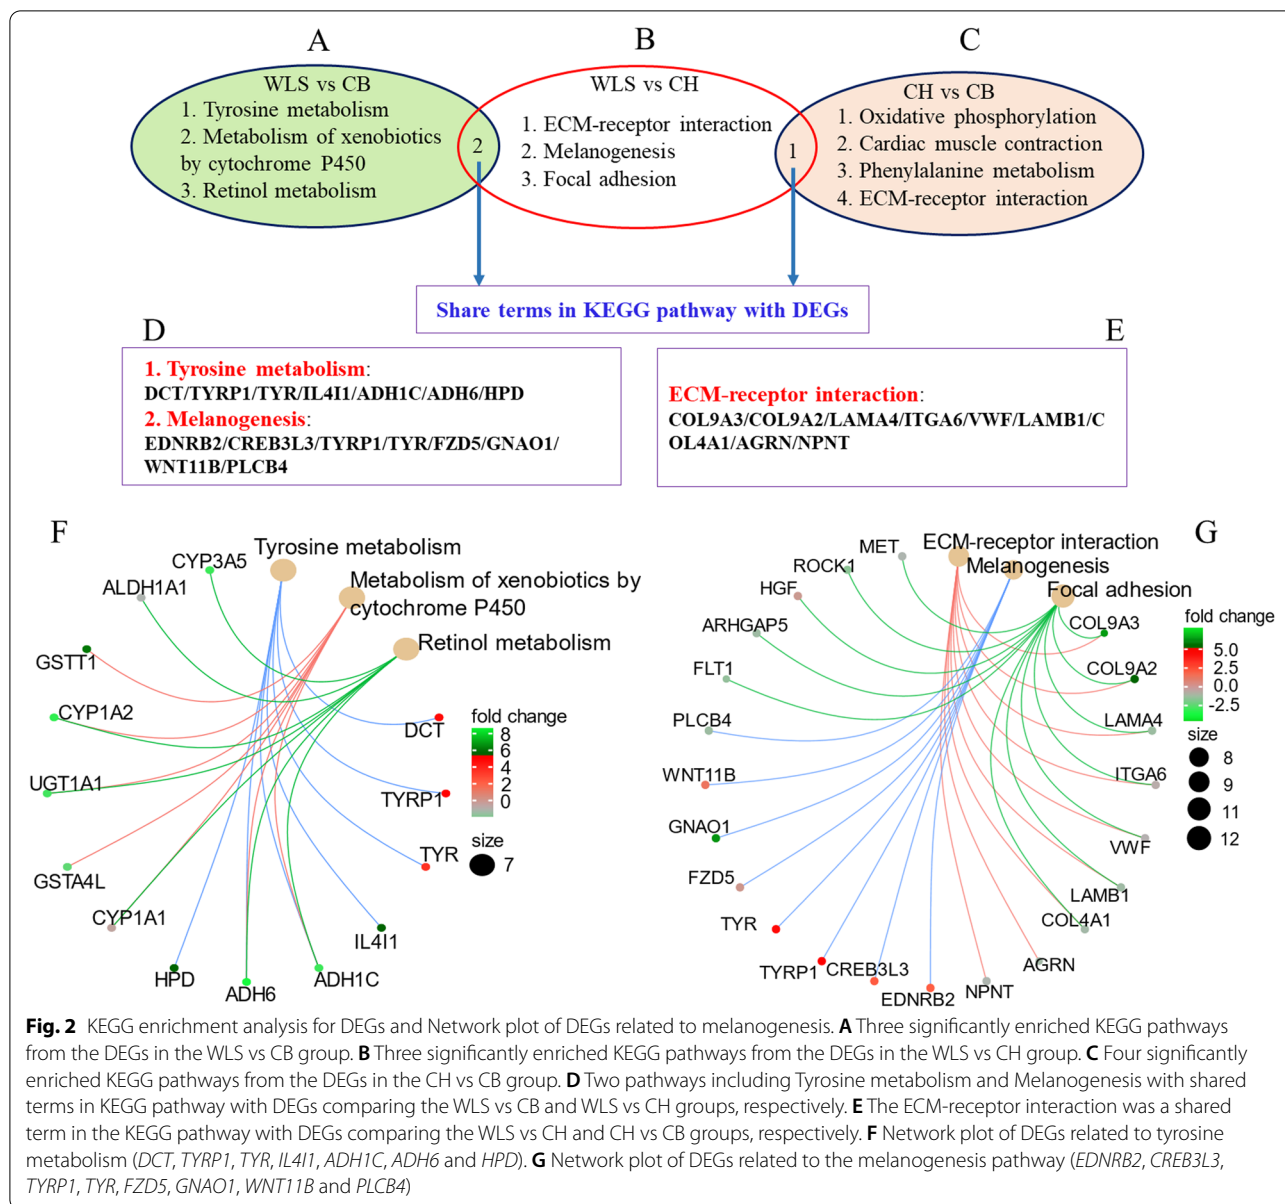 A
B
C
WLS vs CB
1. Tyrosine metabolism
2. Metabolism of xenobiotics
by cytochrome P450
3. Retinol metabolism
2
WLS vs CH
1. ECM-receptor interaction
2. Melanogenesis
3. Focal adhesion
1
CH vs CB
1. Oxidative phosphorylation
2. Cardiac muscle contraction
3. Phenylalanine metabolism
4. ECM-receptor interaction
Share terms in KEGG pathway with DEGs
D
1. Tyrosine metabolism:
DCT/TYRP1/TYR/IL4I1/ADH1C/ADH6/HPD
2. Melanogenesis:
EDNRB2/CREB3L3/TYRP1/TYR/FZD5/GNAO1/
WNT11B/PLCB4
E
ECM-receptor interaction:
COL9A3/COL9A2/LAMA4/ITGA6/VWF/LAMB1/C
OL4A1/AGRN/NPNT
F
Tyrosine metabolism
Metabolism of xenobiotics by
cytochrome P450
Retinol metabolism
CYP3A5
ALDH1A1
GSTT1
CYP1A2
UGT1A1
GSTA4L
CYP1A1
HPD
ADH6
ADH1C
IL4I1
TYR
TYRP1
DCT
fold change
8
6
4
2
0
size
7
G
ECM-receptor interaction
Melanogenesis
Focal adhesion
MET
ROCK1
HGF
ARHGAP5
FLT1
PLCB4
WNT11B
GNAO1
FZD5
TYR
TYRP1
CREB3L3
EDNRB2
NPNT
AGRN
COL4A1
LAMB1
VWF
ITGA6
LAMA4
COL9A2
COL9A3
fold change
5.0
2.5
0.0
-2.5
size
8
9
11
12
Fig. 2 KEGG enrichment analysis for DEGs and Network plot of DEGs related to melanogenesis. A Three significantly enriched KEGG pathways
from the DEGs in the WLS vs CB group. B Three significantly enriched KEGG pathways from the DEGs in the WLS vs CH group. C Four significantly
enriched KEGG pathways from the DEGs in the CH vs CB group. D Two pathways including Tyrosine metabolism and Melanogenesis with shared
terms in KEGG pathway with DEGs comparing the WLS vs CB and WLS vs CH groups, respectively. E The ECM-receptor interaction was a shared
term in the KEGG pathway with DEGs comparing the WLS vs CH and CH vs CB groups, respectively. F Network plot of DEGs related to tyrosine
metabolism (DCT, TYRP1, TYR, IL4I1, ADH1C, ADH6 and HPD). G Network plot of DEGs related to the melanogenesis pathway (EDNRB2, CREB3L3,
TYRP1, TYR, FZD5, GNAO1, WNT11B and PLCB4)